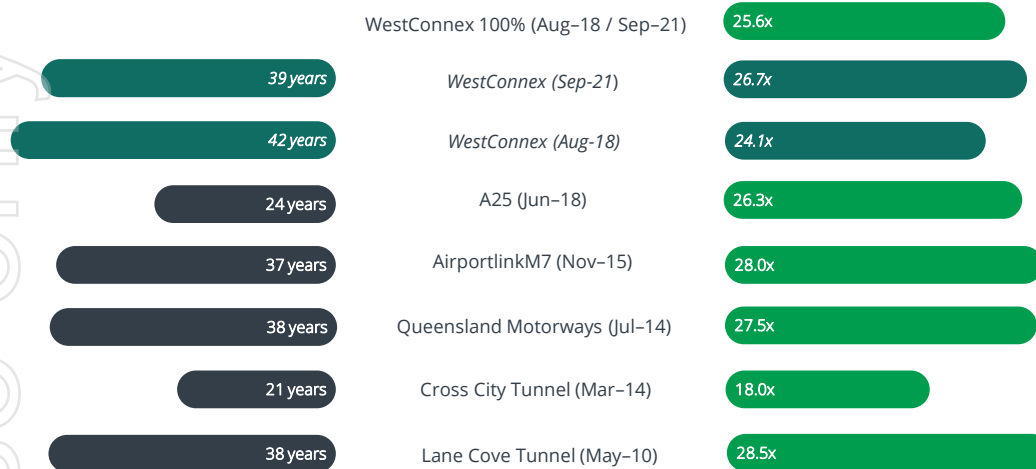 WestConnex 100% (Aug–18 / Sep–21) 25.6x
39 years WestConnex (Sep-21) 26.7x
42 years WestConnex (Aug-18) 24.1x
24 years A25 (Jun–18) 26.3x
37 years AirportlinkM7 (Nov–15) 28.0x
38 years Queensland Motorways (Jul–14) 27.5x
21 years Cross City Tunnel (Mar–14) 18.0x
38 years Lane Cove Tunnel (May–10) 28.5x